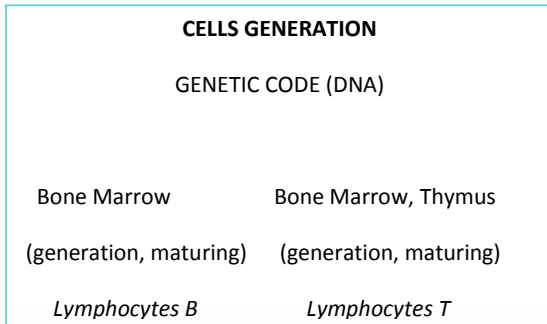 CELLS GENERATION
GENETIC CODE (DNA)
Bone Marrow Bone Marrow, Thymus
(generation, maturing) (generation, maturing)
Lymphocytes B Lymphocytes T